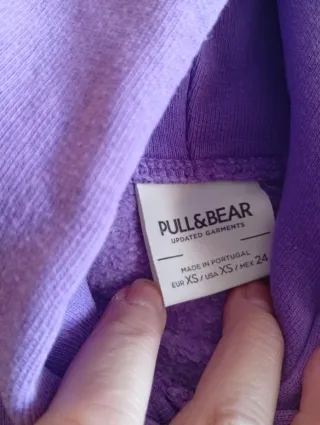 PULL&BEAR
UPDATED GARMENTS
MADE IN PORTUGAL
EUR XS / USA XS / MEX 24